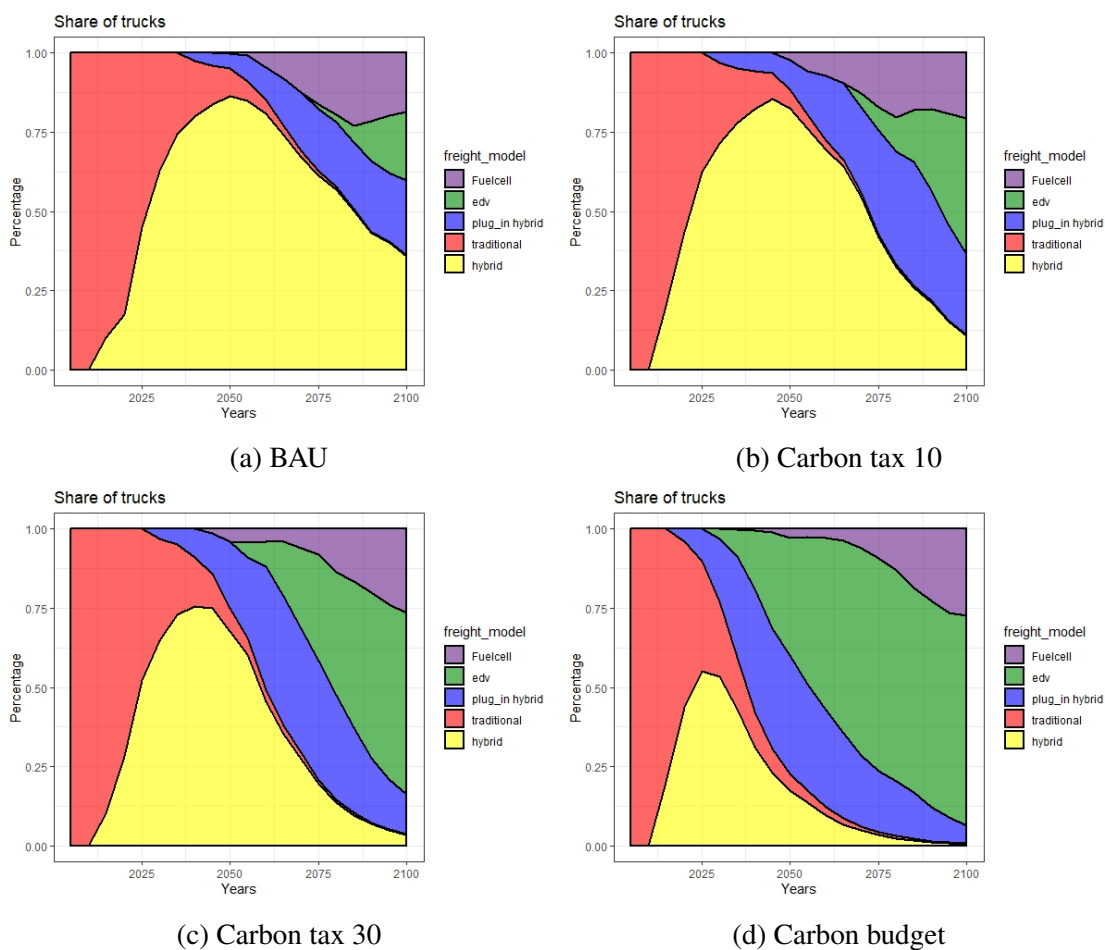 Share of trucks
1.00
0.75
0.50
0.25
0.00
Percentage
2025
2050
2075
2100
Years
freight_model
Fuelcell
edv
plug_in hybrid
traditional
hybrid
(a) BAU
Share of trucks
1.00
0.75
0.50
0.25
0.00
Percentage
2025
2050
2075
2100
Years
freight_model
Fuelcell
edv
plug_in hybrid
traditional
hybrid
(b) Carbon tax 10
Share of trucks
1.00
0.75
0.50
0.25
0.00
Percentage
2025
2050
2075
2100
Years
freight_model
Fuelcell
edv
plug_in hybrid
traditional
hybrid
(c) Carbon tax 30
Share of trucks
1.00
0.75
0.50
0.25
0.00
Percentage
2025
2050
2075
2100
Years
freight_model
Fuelcell
edv
plug_in hybrid
traditional
hybrid
(d) Carbon budget